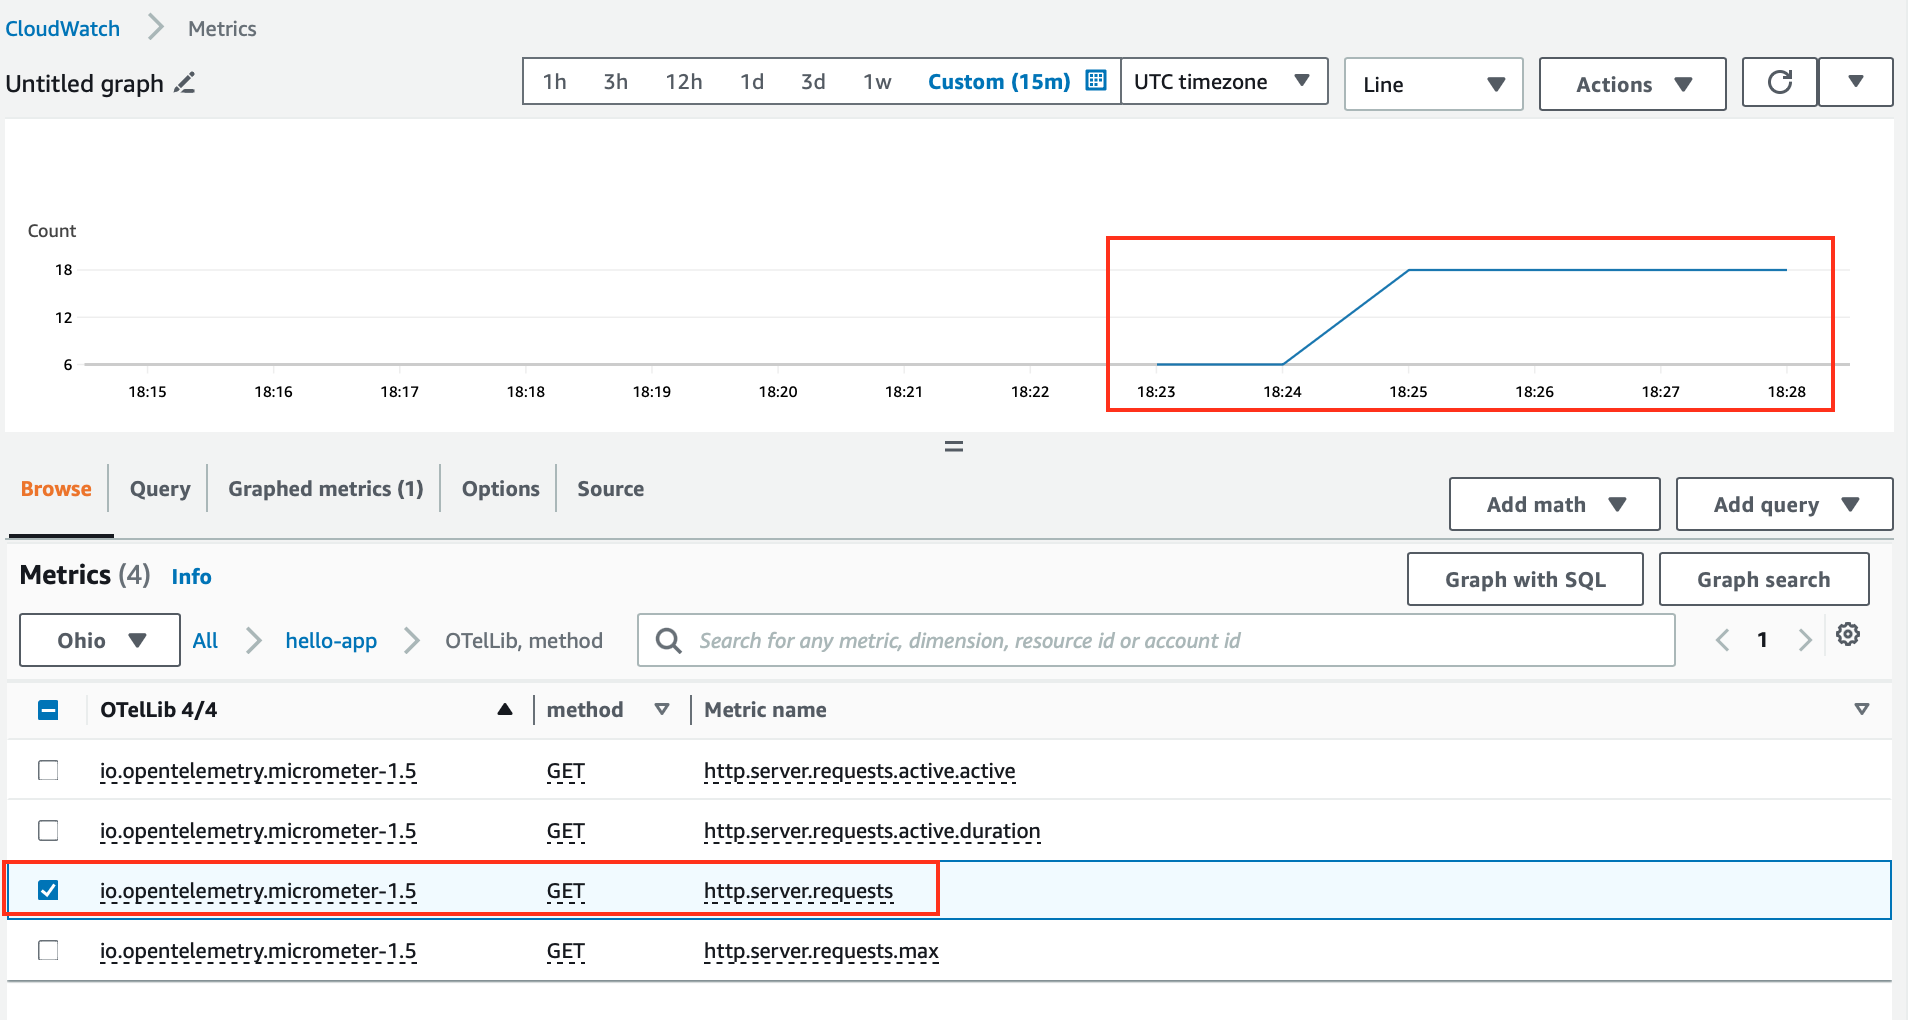 CloudWatch Metrics
Untitled graph 1h 3h 12h 1d 3d 1w Custom (15m) UTC timezone Line Actions
Count
18
12
6
18:15 18:16 18:17 18:18 18:19 18:20 18:21 18:22 18:23 18:24 18:25 18:26 18:27 18:28
Browse Query Graphed metrics (1) Options Source
Add math Add query
Metrics (4) Info
Graph with SQL Graph search
Ohio All hello-app OTelLib, method Search for any metric, dimension, resource id or account id 1
OTelLib 4/4 method Metric name
io.opentelemetry.micrometer-1.5 GET http.server.requests.active.active
io.opentelemetry.micrometer-1.5 GET http.server.requests.active.duration
io.opentelemetry.micrometer-1.5 GET http.server.requests
io.opentelemetry.micrometer-1.5 GET http.server.requests.max